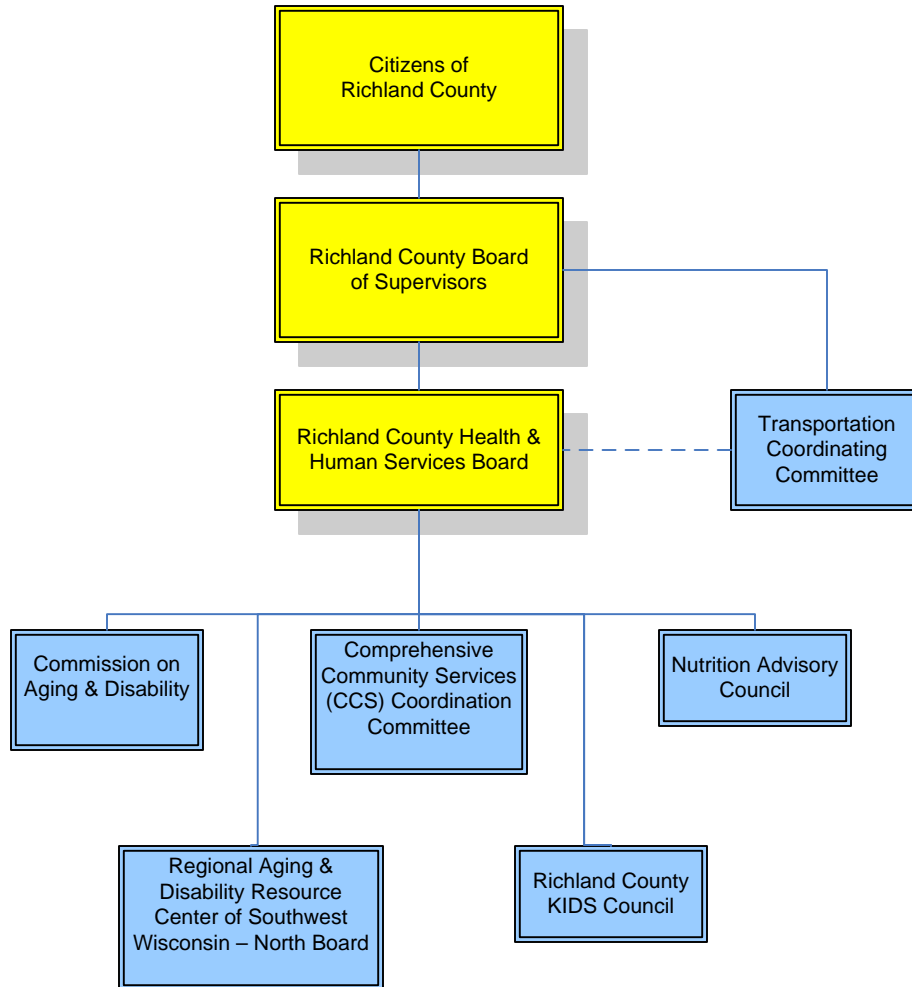 Citizens of
Richland County
Richland County Board
of Supervisors
Richland County Health &
Human Services Board
Transportation
Coordinating
Committee
Commission on
Aging & Disability
Comprehensive
Community Services
(CCS) Coordination
Committee
Nutrition Advisory
Council
Regional Aging &
Disability Resource
Center of Southwest
Wisconsin – North Board
Richland County
KIDS Council